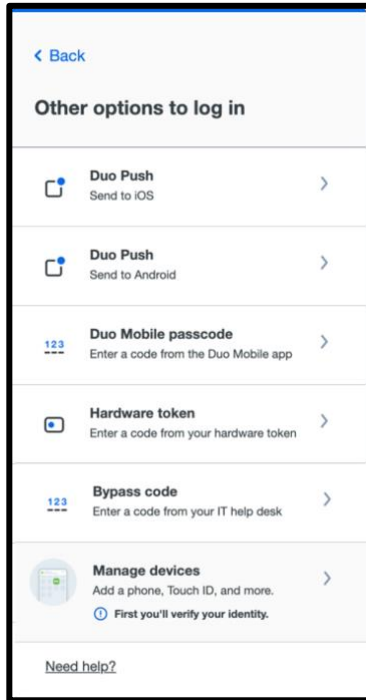 Back
Other options to log in
Duo Push
Send to iOS
Duo Push
Send to Android
123
Duo Mobile passcode
Enter a code from the Duo Mobile app
Hardware token
Enter a code from your hardware token
123
Bypass code
Enter a code from your IT help desk
Manage devices
Add a phone, Touch ID, and more.
First you'll verify your identity.
Need help?